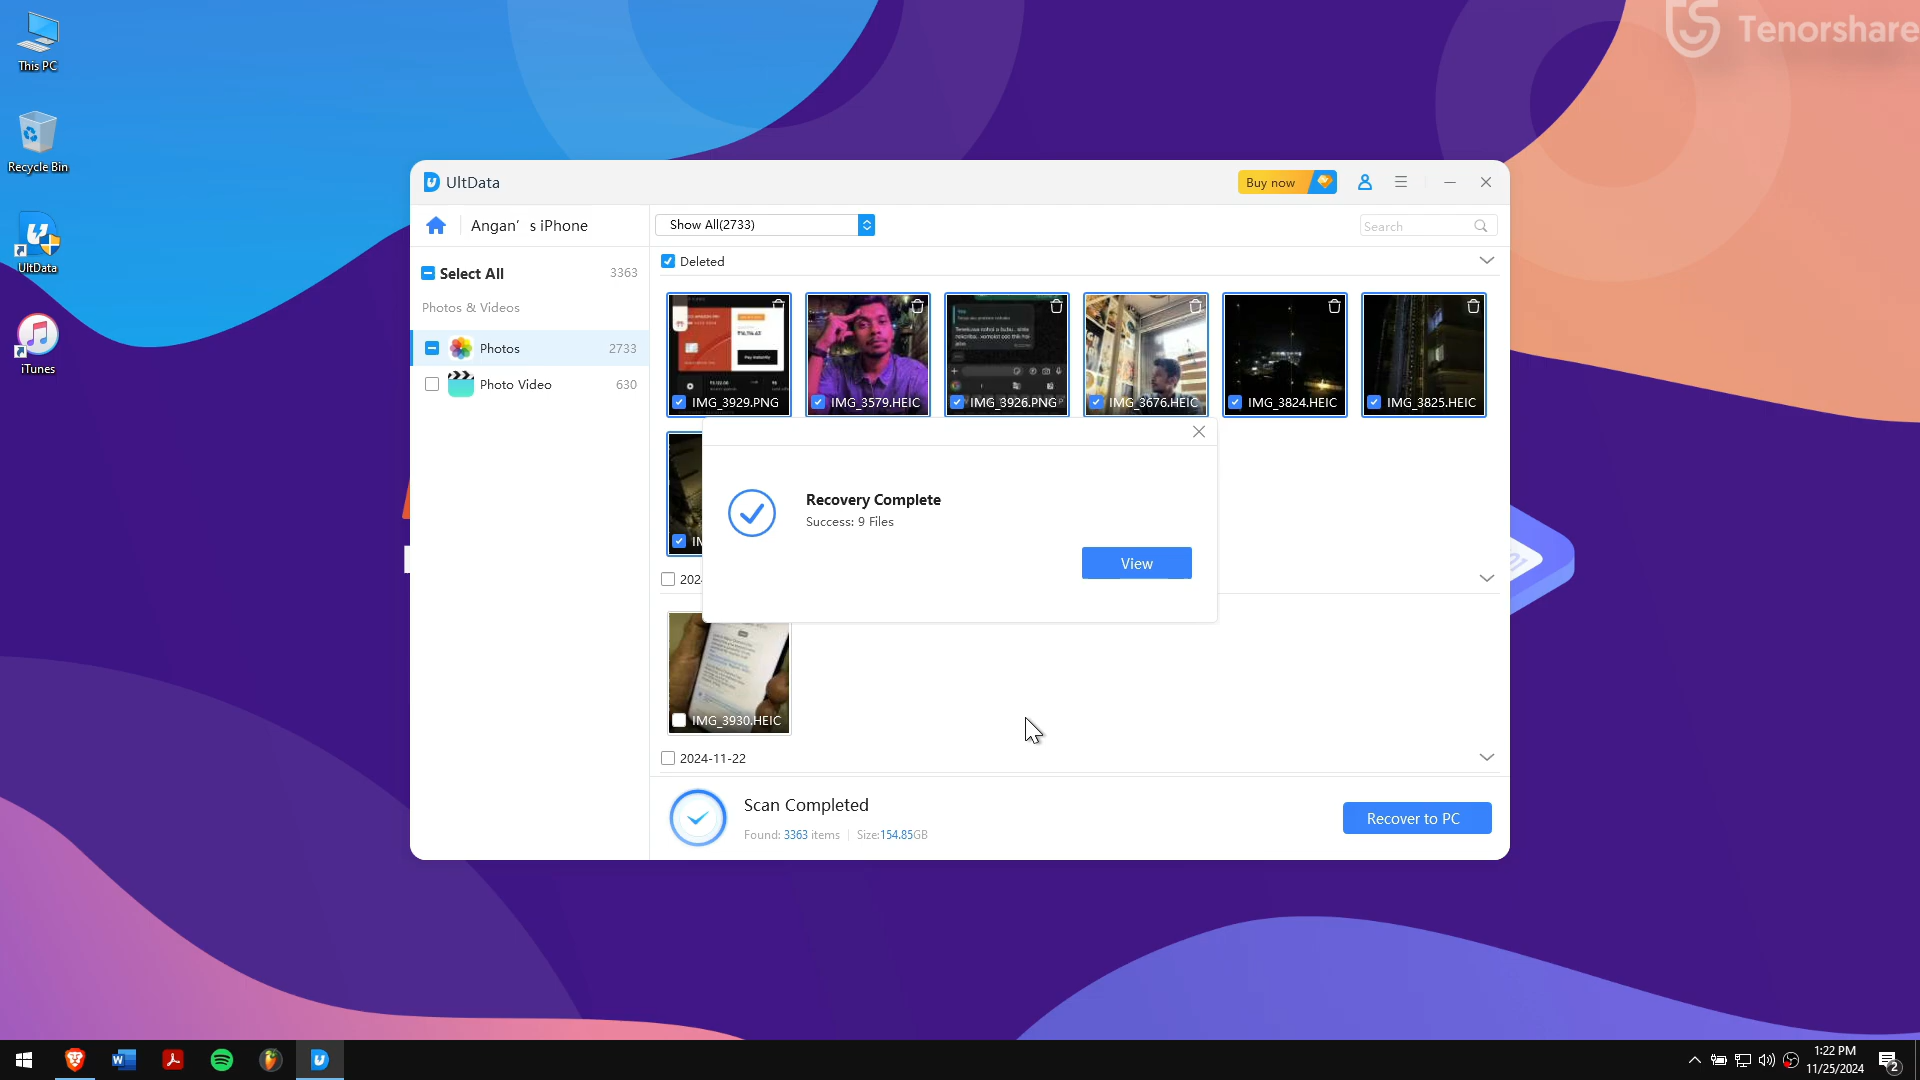 Tenorshare
This PC
Recycle Bin
UltData
iTunes
UltData
Buy now
Angan's iPhone
Show All(2733)
Search
Select All 3363
Deleted
Photos & Videos
Photos 2733
Photo Video 630
IMG_3929.PNG
IMG_3579.HEIC
IMG_3926.PNG
IMG_3676.HEIC
IMG_3824.HEIC
IMG_3825.HEIC
Recovery Complete
Success: 9 Files
View
IMG_3930.HEIC
2024-11-22
Scan Completed
Found: 3363 items | Size:154.85GB
Recover to PC
1:22 PM
11/25/2024
2